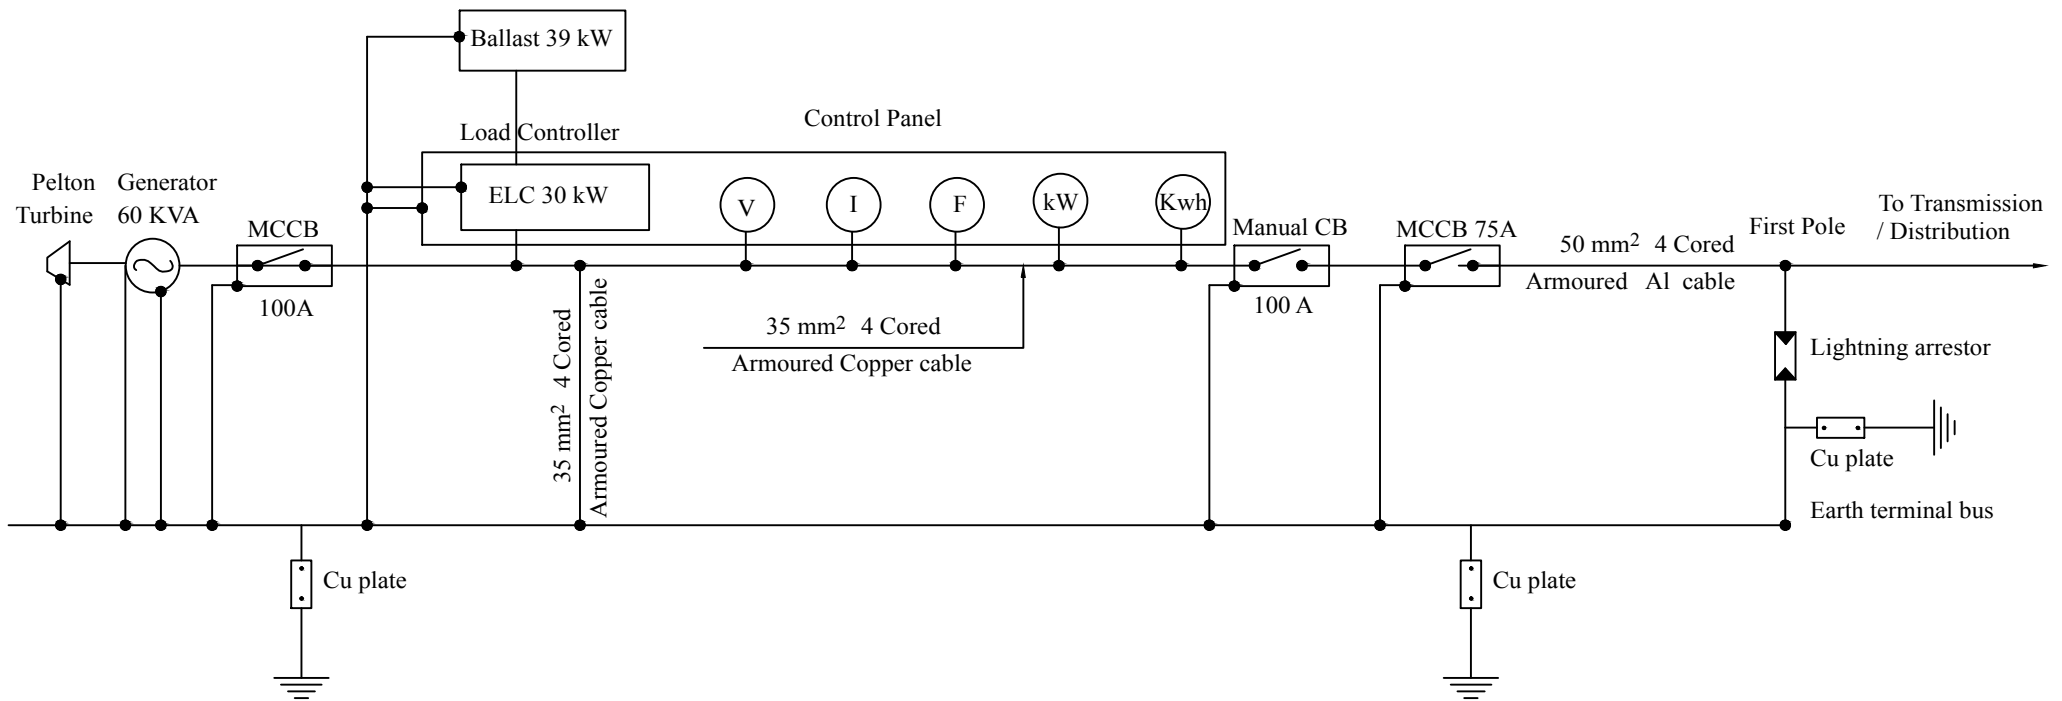 Ballast 39 kW
Load Controller
Control Panel
Pelton
Turbine
Generator
60 KVA
MCCB
100A
ELC 30 kW
V
I
F
kW
Kwh
Manual CB
100 A
MCCB 75A
50 mm² 4 Cored
Armoured Al cable
First Pole
To Transmission
/ Distribution
35 mm² 4 Cored
Armoured Copper cable
35 mm² 4 Cored
Armoured Copper cable
Lightning arrestor
Cu plate
Earth terminal bus
Cu plate
Cu plate